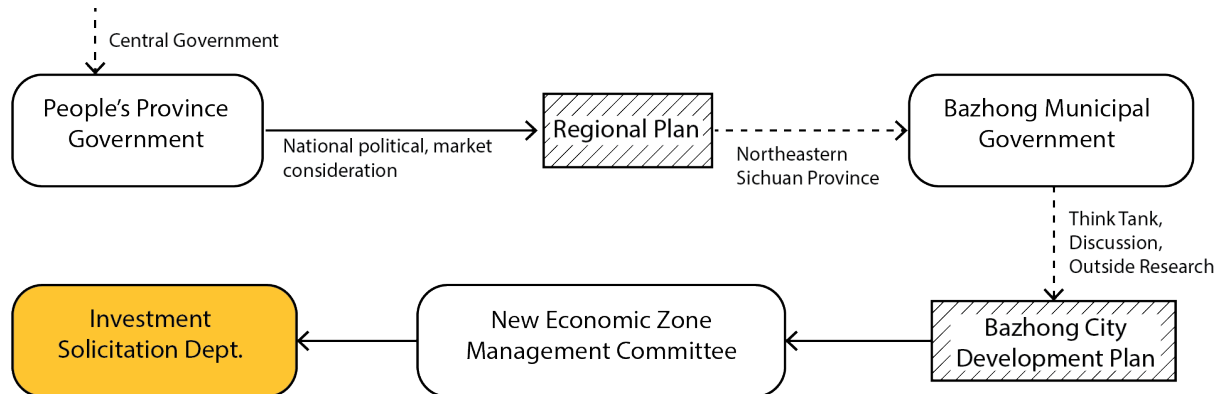 Central Government
People's Province
Government
National political, market
consideration
Regional Plan
Northeastern
Sichuan Province
Bazhong Municipal
Government
Think Tank,
Discussion,
Outside Research
Bazhong City
Development Plan
New Economic Zone
Management Committee
Investment
Solicitation Dept.